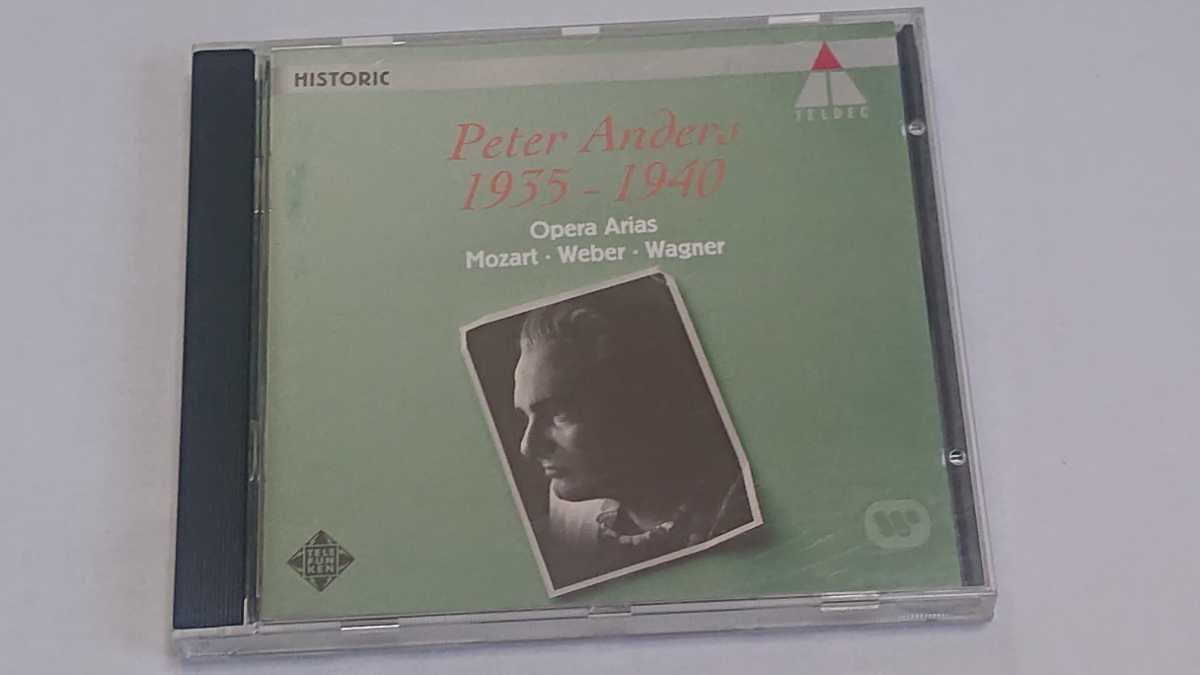 HISTORIC
TELDEC
Peter Anders
1935 - 1940
Opera Arias
Mozart · Weber · Wagner
TELE
FUN
KEN